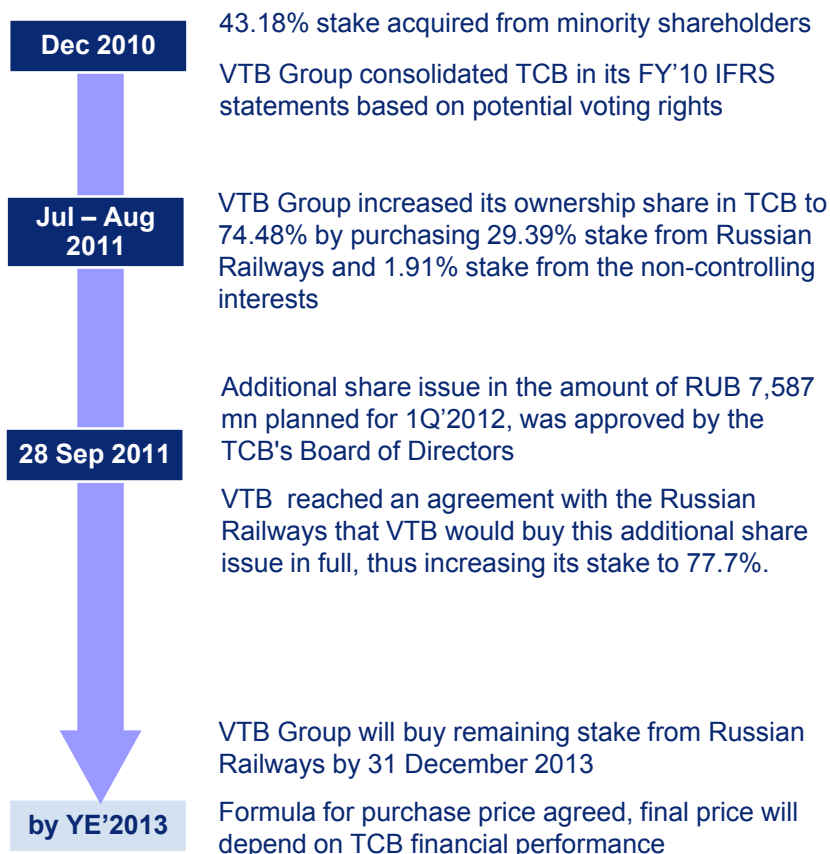 Dec 2010
43.18% stake acquired from minority shareholders
VTB Group consolidated TCB in its FY’10 IFRS
statements based on potential voting rights
Jul – Aug
2011
VTB Group increased its ownership share in TCB to
74.48% by purchasing 29.39% stake from Russian
Railways and 1.91% stake from the non-controlling
interests
28 Sep 2011
Additional share issue in the amount of RUB 7,587
mn planned for 1Q’2012, was approved by the
TCB's Board of Directors
VTB reached an agreement with the Russian
Railways that VTB would buy this additional share
issue in full, thus increasing its stake to 77.7%.
by YE’2013
VTB Group will buy remaining stake from Russian
Railways by 31 December 2013
Formula for purchase price agreed, final price will
depend on TCB financial performance